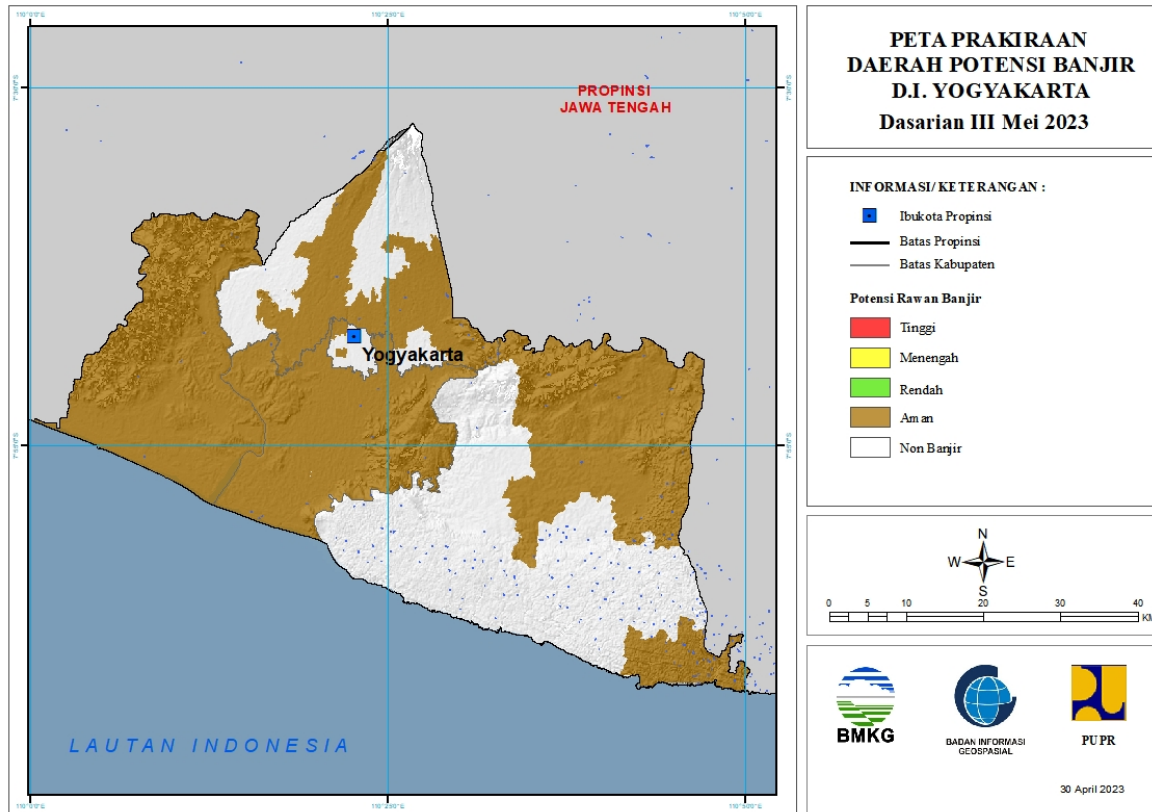 PETA PRAKIRAAN
DAERAH POTENSI BANJIR
D.I. YOGYAKARTA
Dasarian III Mei 2023
INFORMASI/ KETERANGAN :
Ibukota Propinsi
Batas Propinsi
Batas Kabupaten
Potensi Rawan Banjir
Tinggi
Menengah
Rendah
Aman
Non Banjir
N
W E
S
0 5 10 20 30 40
KM
BMKG
BADAN INFORMASI
GEOSPASIAL
PUPR
30 April 2023
PROPINSI
JAWA TENGAH
Yogyakarta
LAUTAN INDONESIA